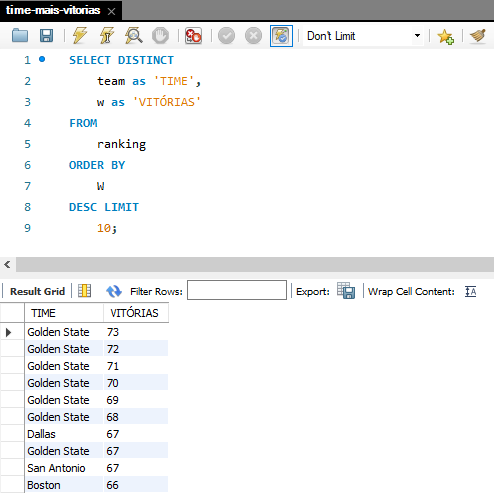 time-mais-vitorias ×
Don't Limit
1 SELECT DISTINCT
2 team as 'TIME',
3 w as 'VITÓRIAS'
4 FROM
5 ranking
6 ORDER BY
7 W
8 DESC LIMIT
9 10;
Result Grid Filter Rows: Export: Wrap Cell Content: IA
TIME VITÓRIAS
Golden State 73
Golden State 72
Golden State 71
Golden State 70
Golden State 69
Golden State 68
Dallas 67
Golden State 67
San Antonio 67
Boston 66